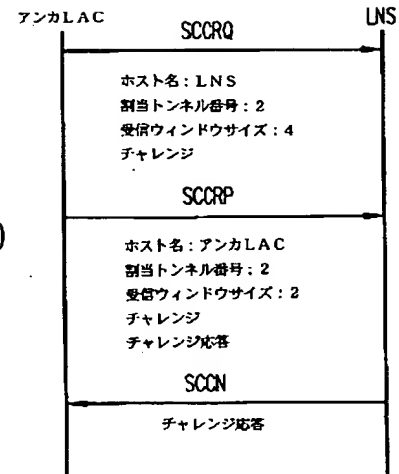 アンカLAC LNS
SCCRQ
ホスト名:LNS
割当トンネル番号:2
受信ウィンドウサイズ:4
チャレンジ
SCCRP
ホスト名:アンカLAC
割当トンネル番号:2
受信ウィンドウサイズ:2
チャレンジ
チャレンジ応答
SCCN
チャレンジ応答